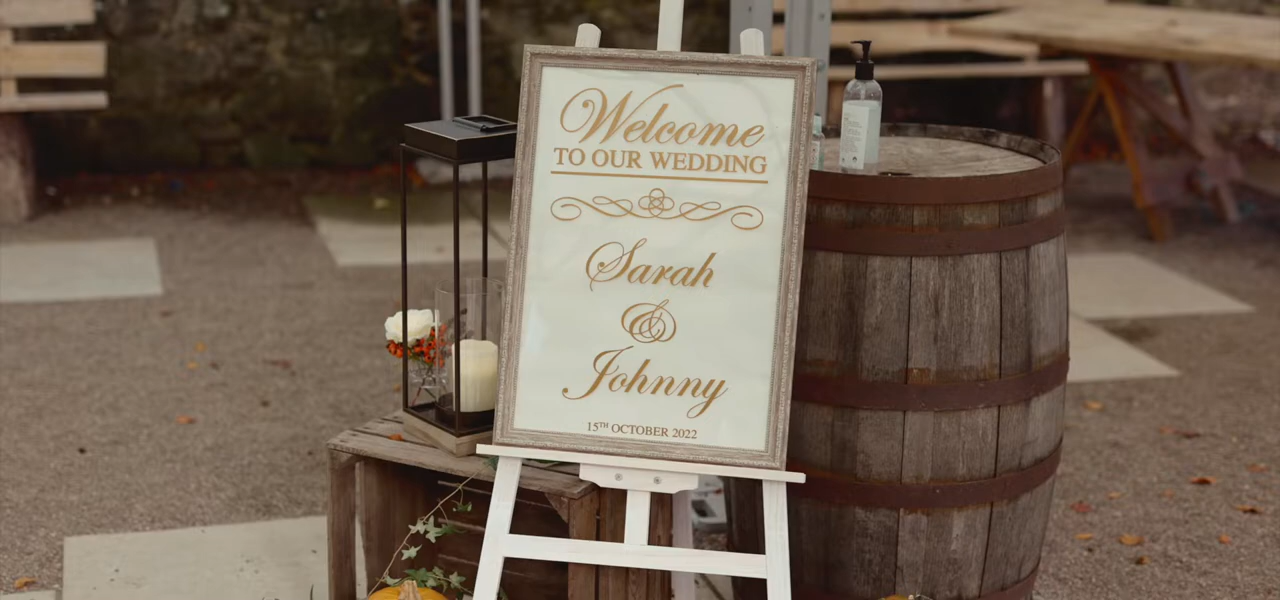 Welcome
TO OUR WEDDING
Sarah
&
Johnny
15TH OCTOBER 2022